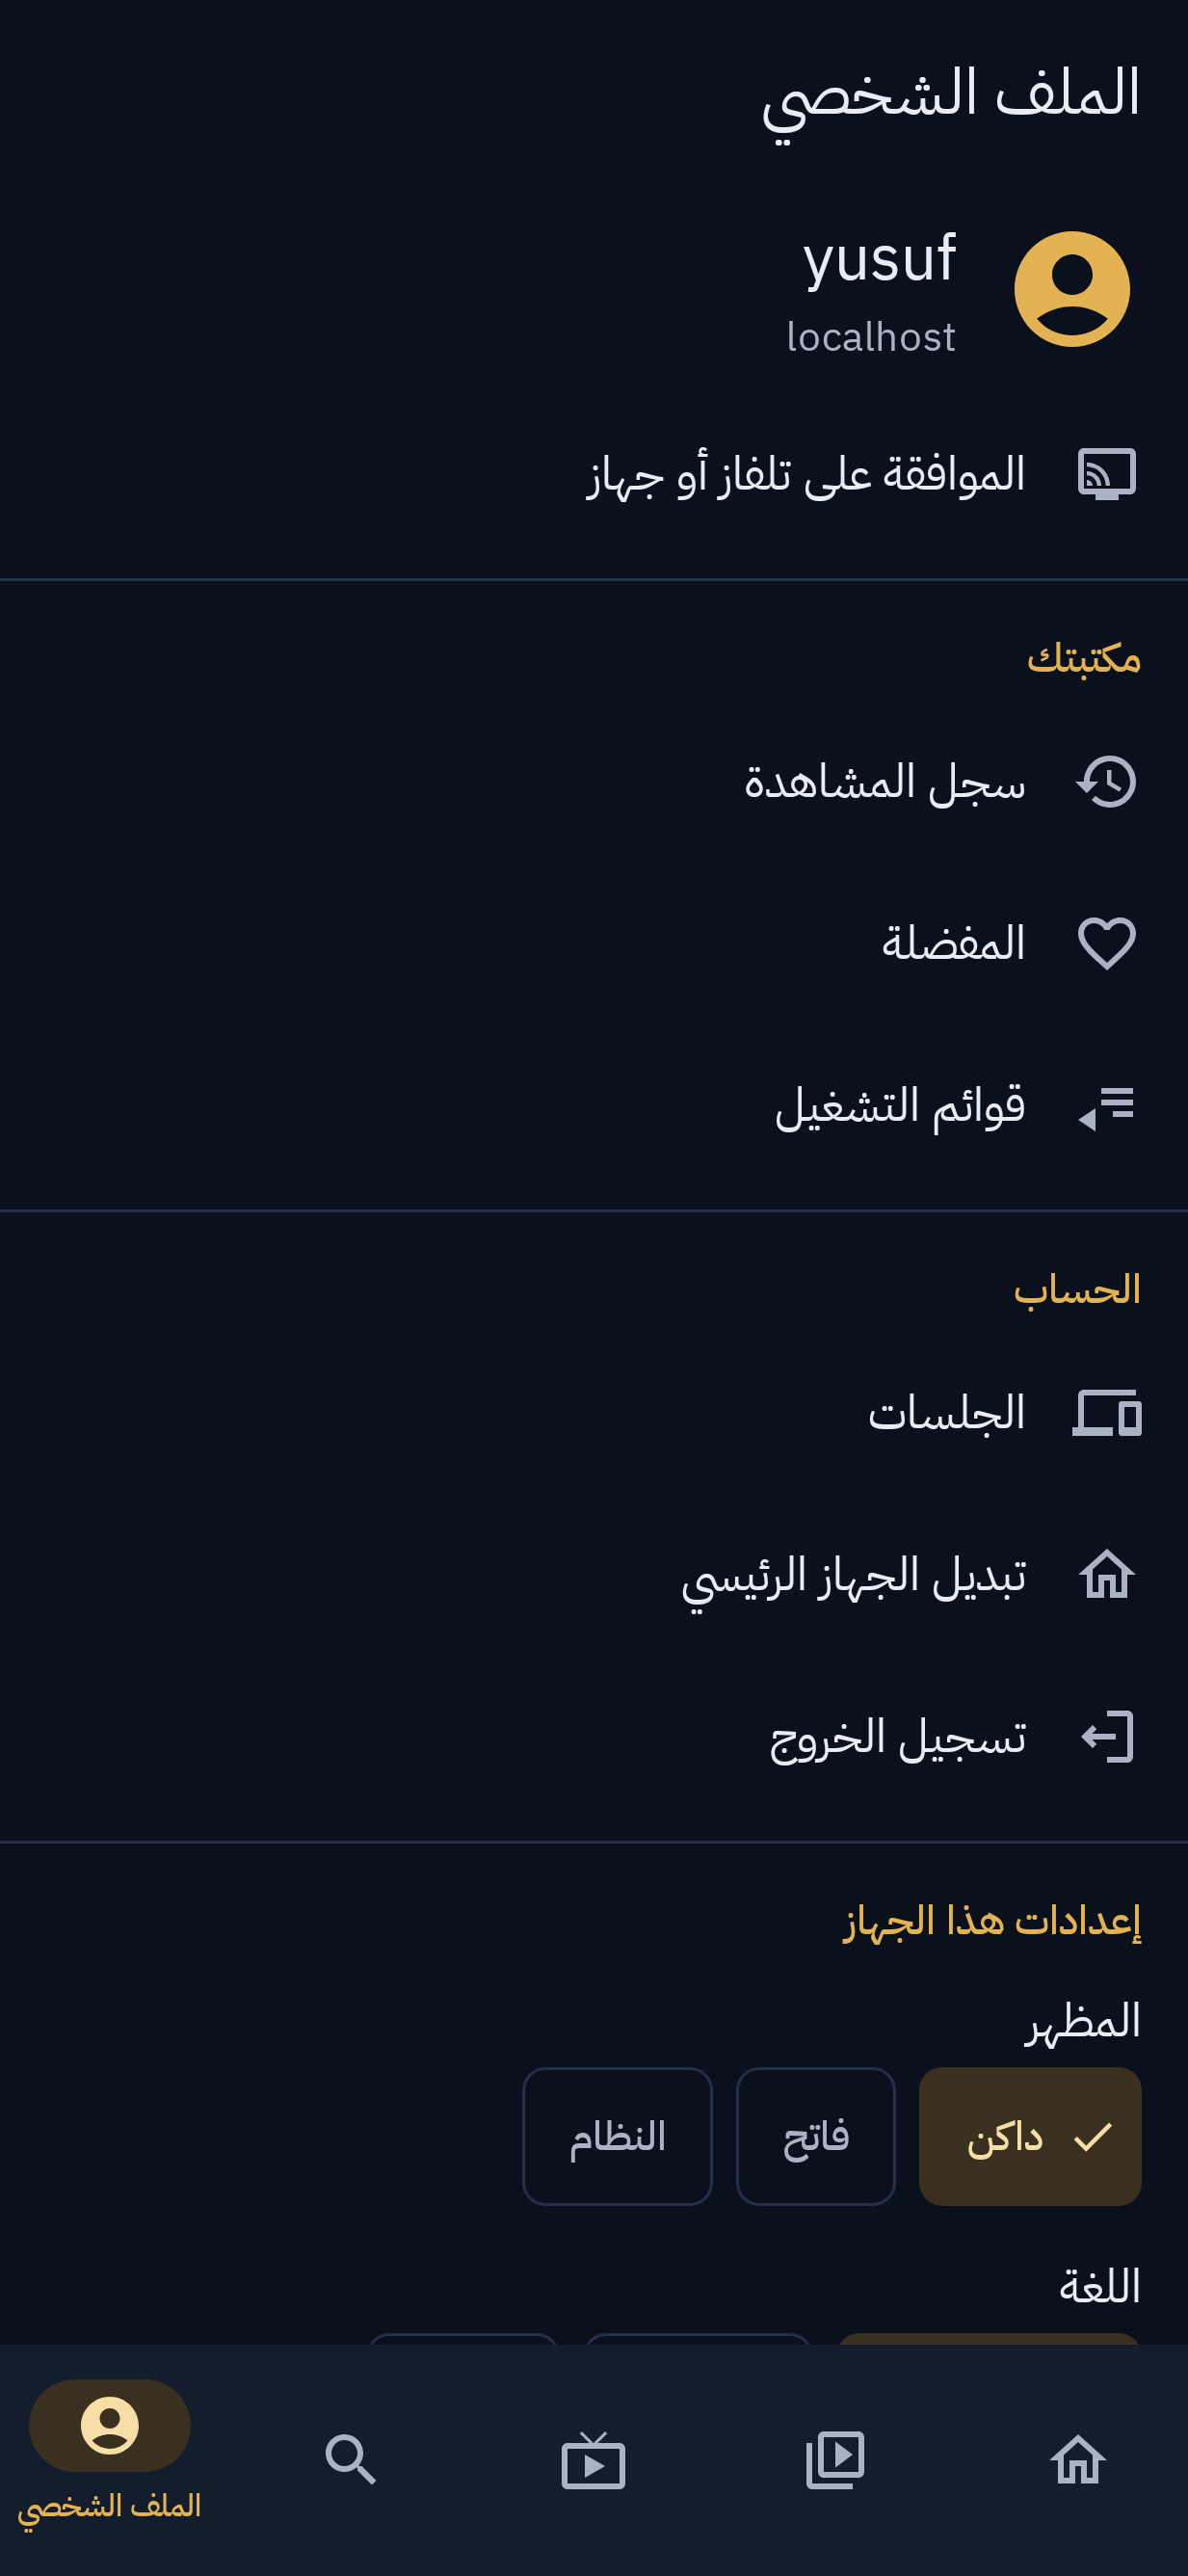 الملف الشخصي
yusuf
localhost
الموافقة على تلفاز أو جهاز
مكتبتك
سجل المشاهدة
المفضلة
قوائم التشغيل
الحساب
الجلسات
تبديل الجهاز الرئيسي
تسجيل الخروج
إعدادات هذا الجهاز
المظهر
داكن
فاتح
النظام
اللغة
الملف الشخصي